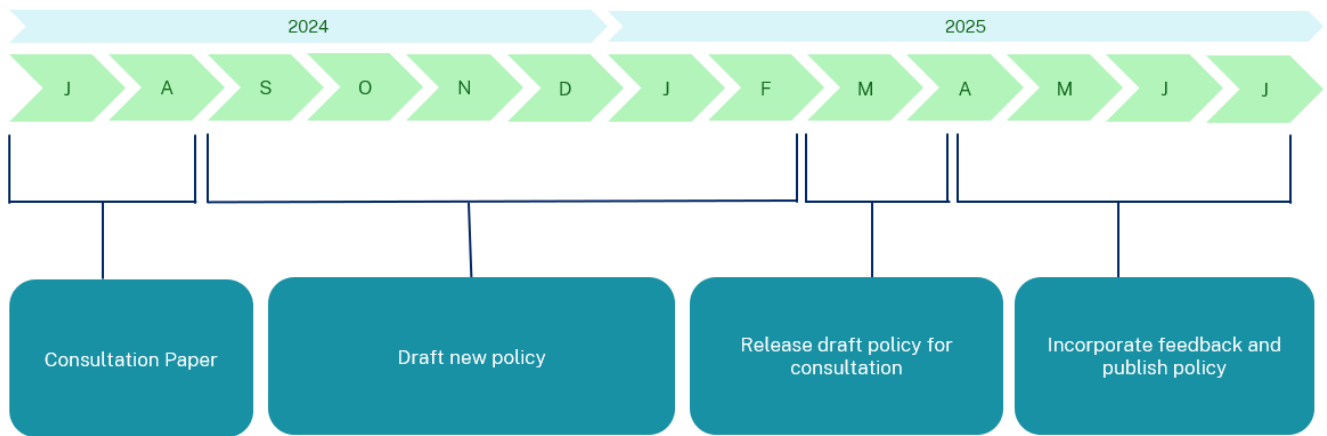 2024 2025
J A S O N D J F M A M J J
Consultation Paper
Draft new policy
Release draft policy for
consultation
Incorporate feedback and
publish policy